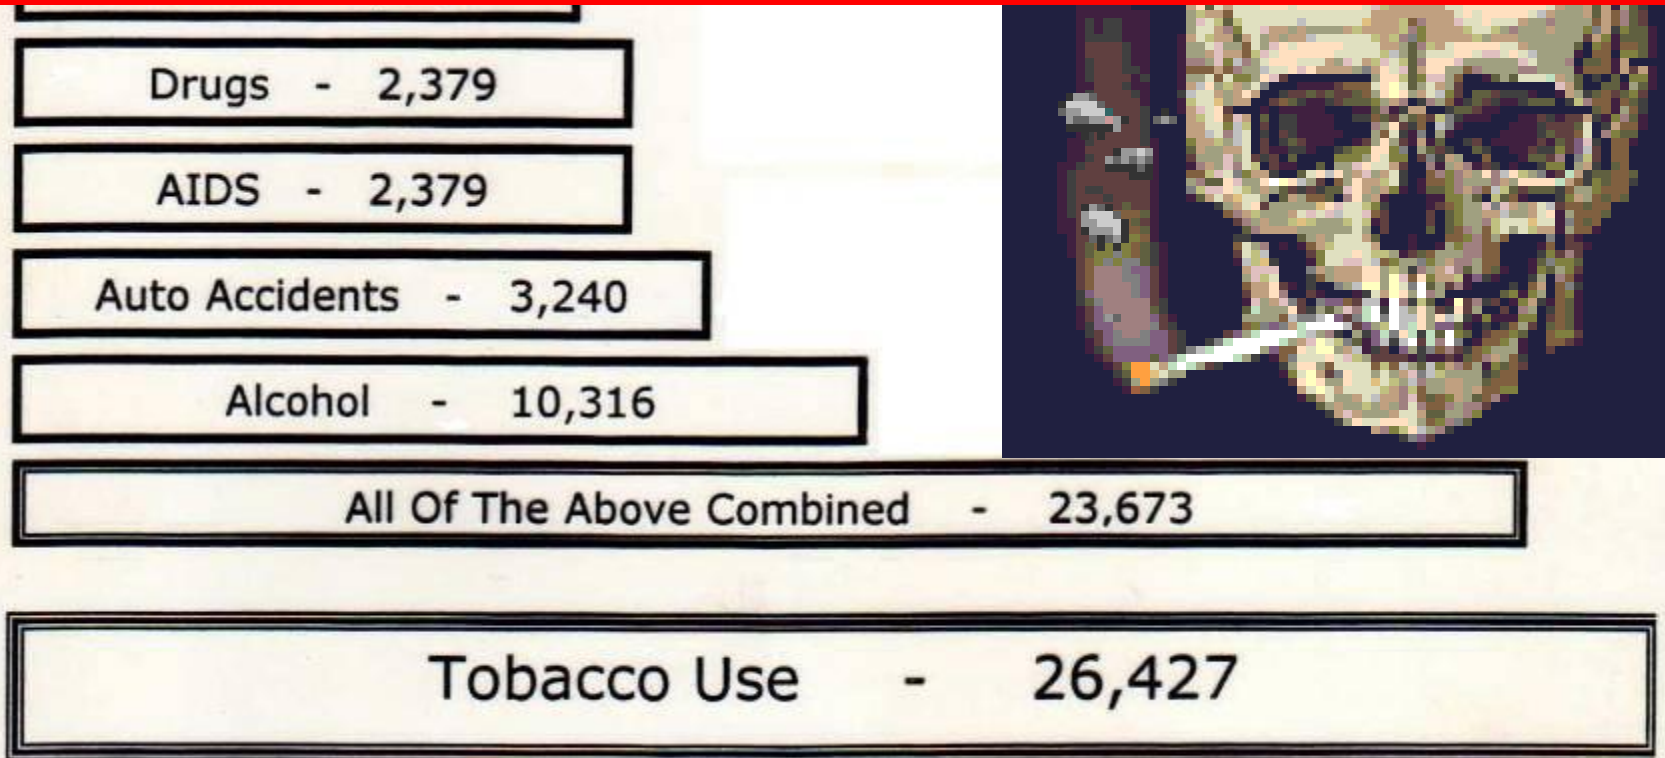 Drugs - 2,379
AIDS - 2,379
Auto Accidents - 3,240
Alcohol - 10,316
All Of The Above Combined - 23,673
Tobacco Use - 26,427